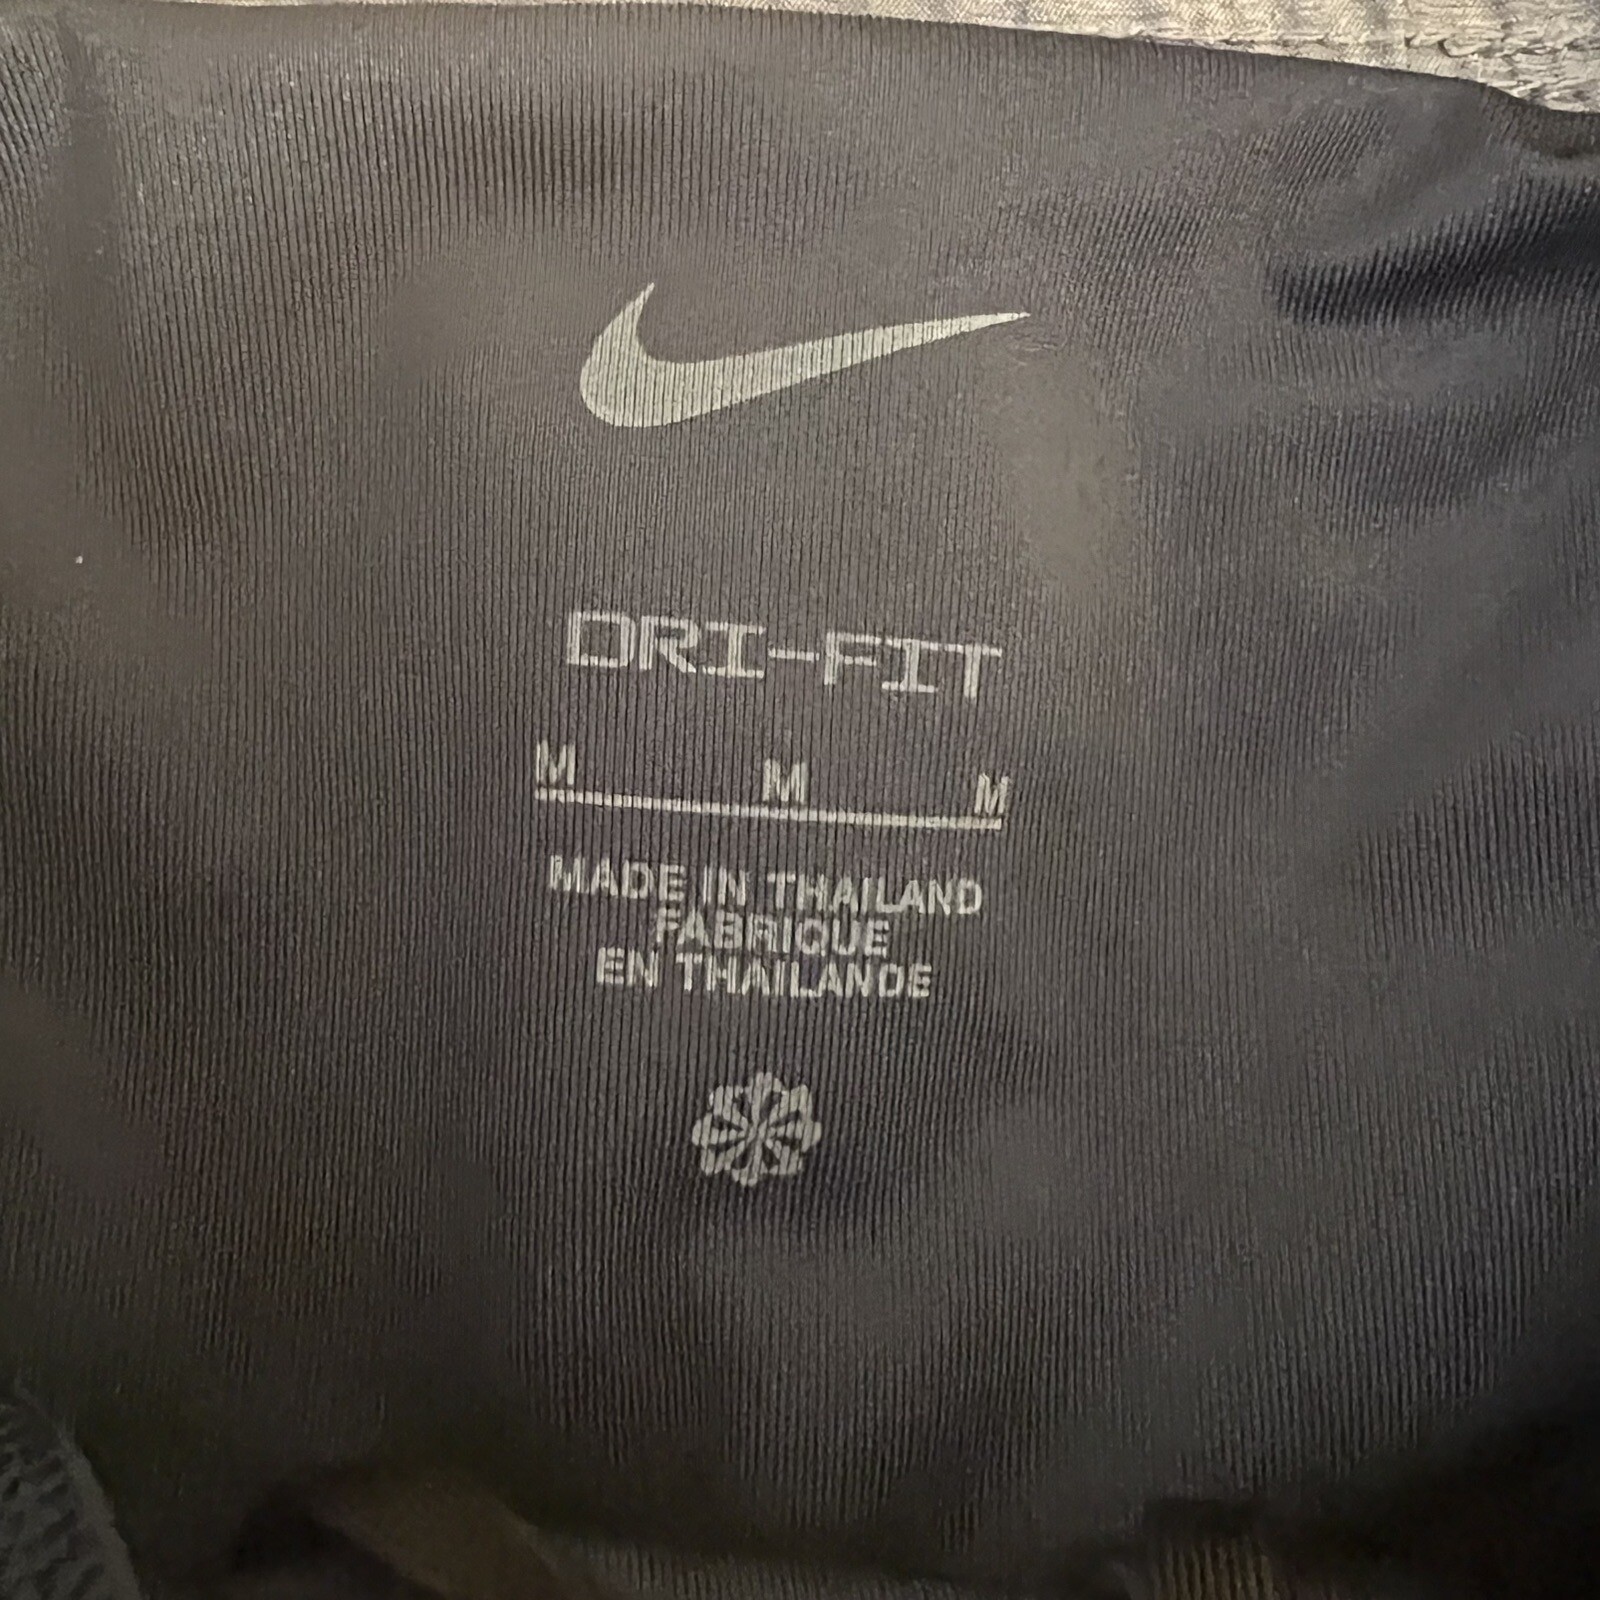 DRI-FIT
M M M
MADE IN THAILAND
FABRIQUE
EN THAILANDE